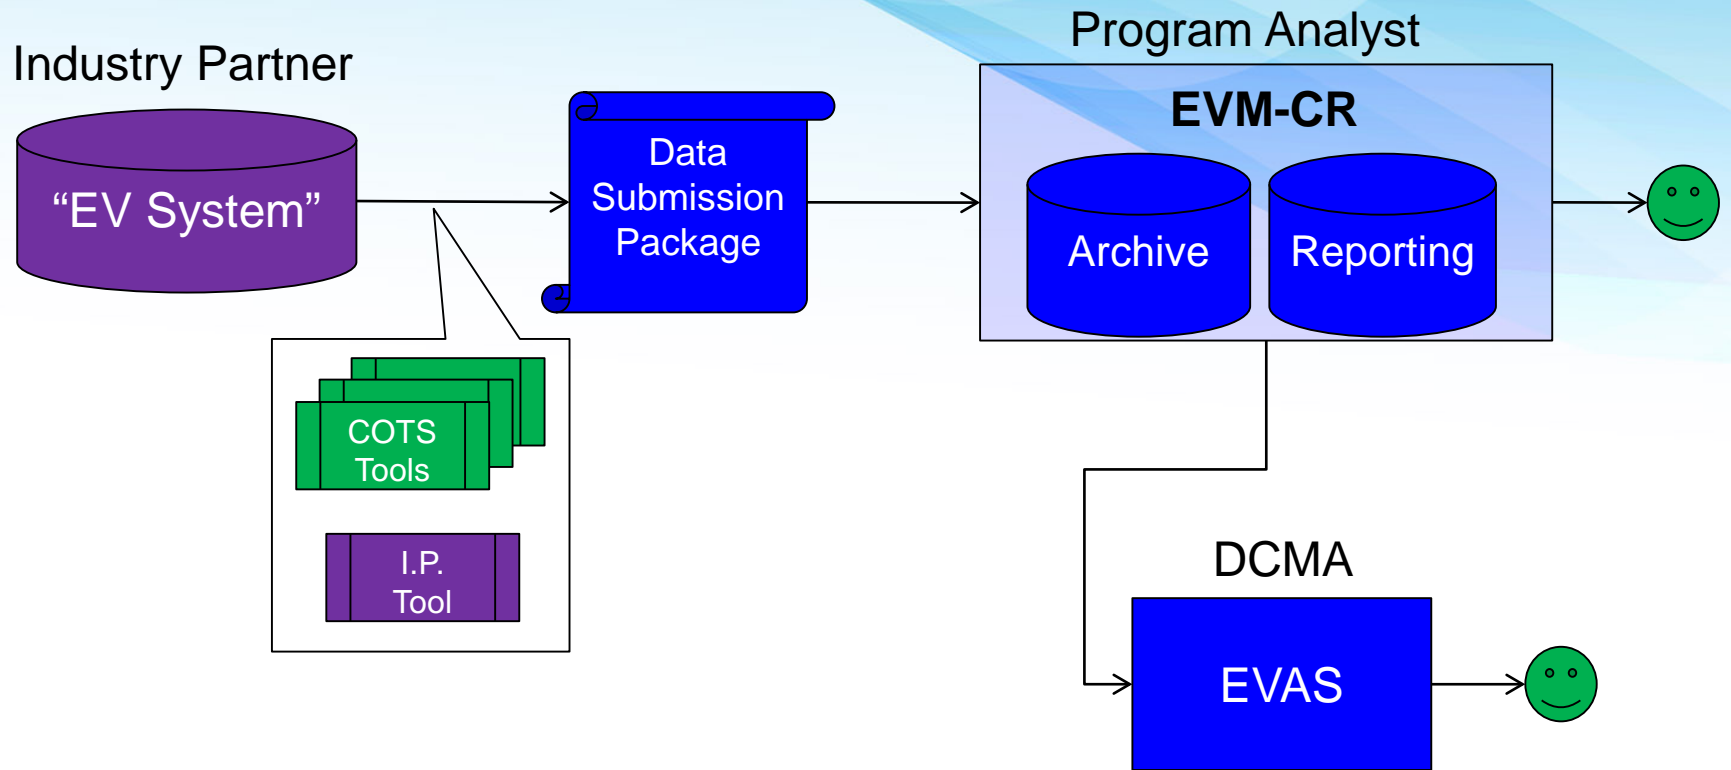 Program Analyst
Industry Partner
EVM-CR
“EV System”
Data
Submission
Package
Archive
Reporting
COTS
Tools
I.P.
Tool
DCMA
EVAS